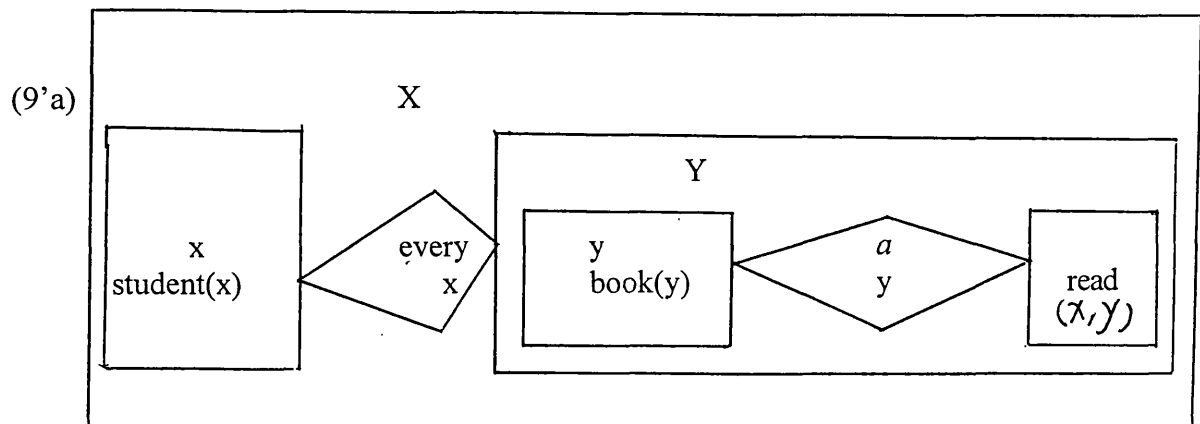 (9'a)
X
Y
x
student(x)
every
x
y
book(y)
a
y
read
(x,y)